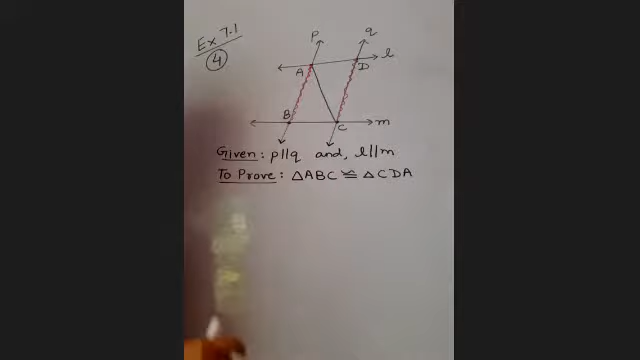 Ex 7.1
4
p
q
A
D
l
B
C
m
Given: p||q and, l||m
To Prove: △ABC ≅ △CDA